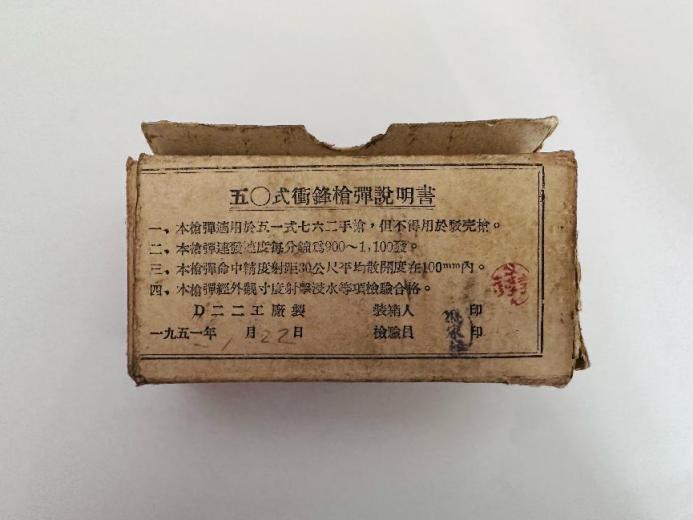 五〇式衝鋒槍彈說明書
一、本槍彈適用於五一式七六二手槍，但不得用於駁壳槍。
二、本槍彈連發速度每分鐘爲900～1,100發。
三、本槍彈命中精度射距30公尺平均散開度在100mm內。
四、本槍彈經外觀寸度射擊浸水等項檢驗合格。
D二二工廠製 裝箱人 印
一九五一年 月22日 檢驗員 印